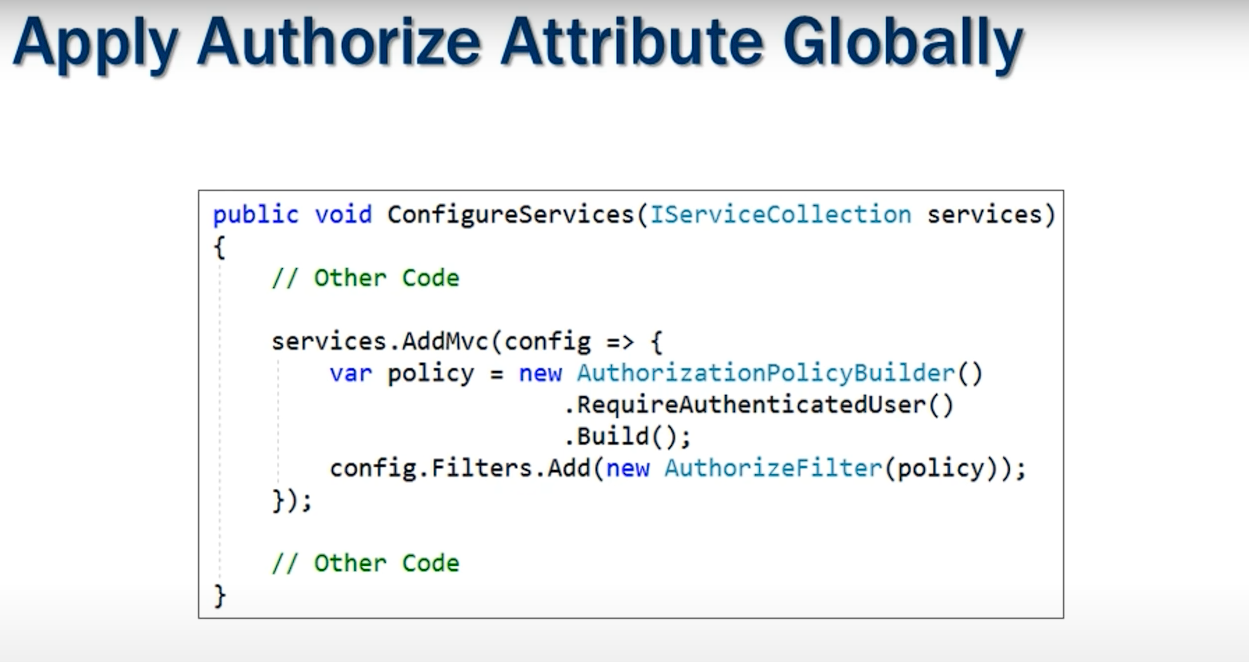 Apply Authorize Attribute Globally
public void ConfigureServices(IServiceCollection services)
{
// Other Code
services.AddMvc(config => {
var policy = new AuthorizationPolicyBuilder()
.RequireAuthenticatedUser()
.Build();
config.Filters.Add(new AuthorizeFilter(policy));
});
// Other Code
}